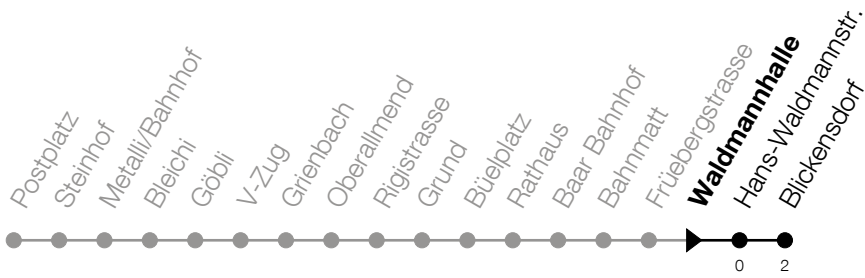 Postplatz
Steinhof
Metalli/Bahnhof
Bleichi
Göbli
V-Zug
Grienbach
Oberallmend
Rigistrasse
Grund
Büelplatz
Rathaus
Baar Bahnhof
Bahnmatt
Früebergstrasse
Waldmannhalle
Hans-Waldmannstr.
Blickensdorf
0
2